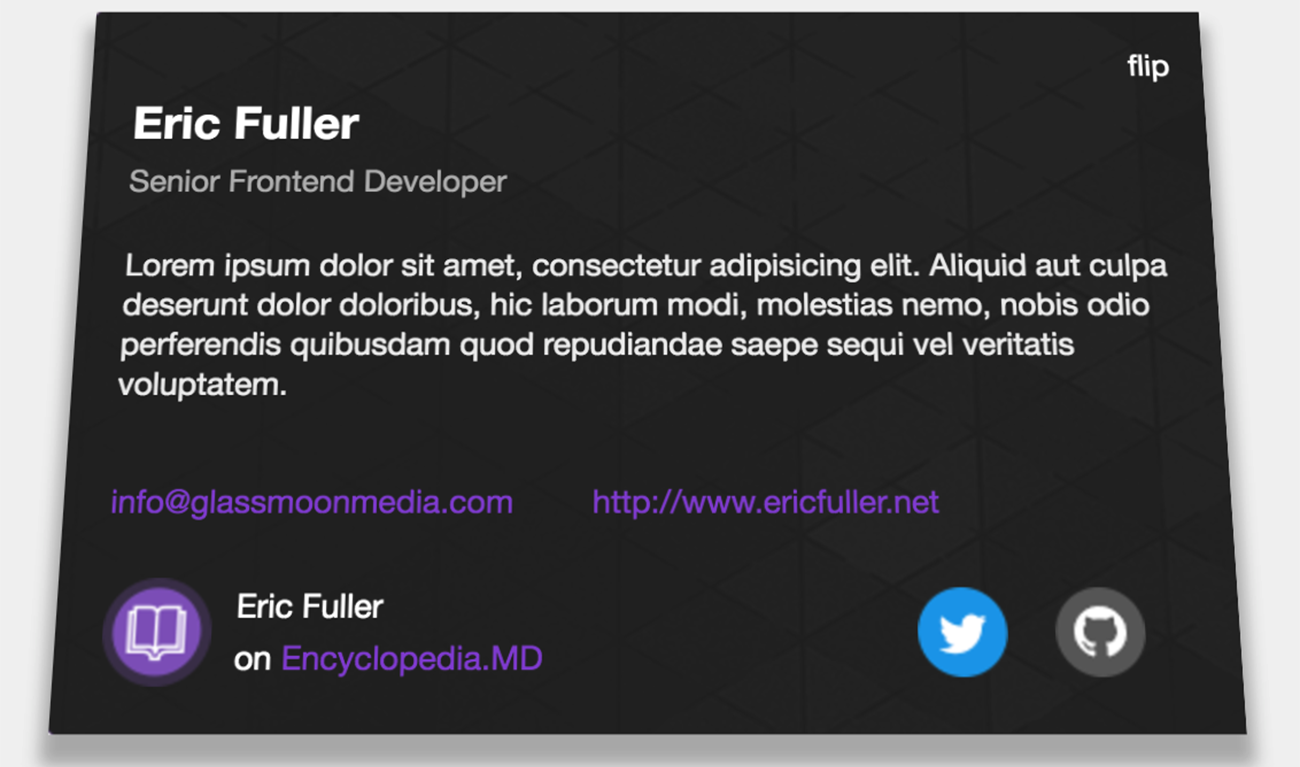 flip
Eric Fuller
Senior Frontend Developer
Lorem ipsum dolor sit amet, consectetur adipisicing elit. Aliquid aut culpa
deserunt dolor doloribus, hic laborum modi, molestias nemo, nobis odio
perferendis quibusdam quod repudiandae saepe sequi vel veritatis
voluptatem.
info@glassmoonmedia.com http://www.ericfuller.net
Eric Fuller
on Encyclopedia.MD